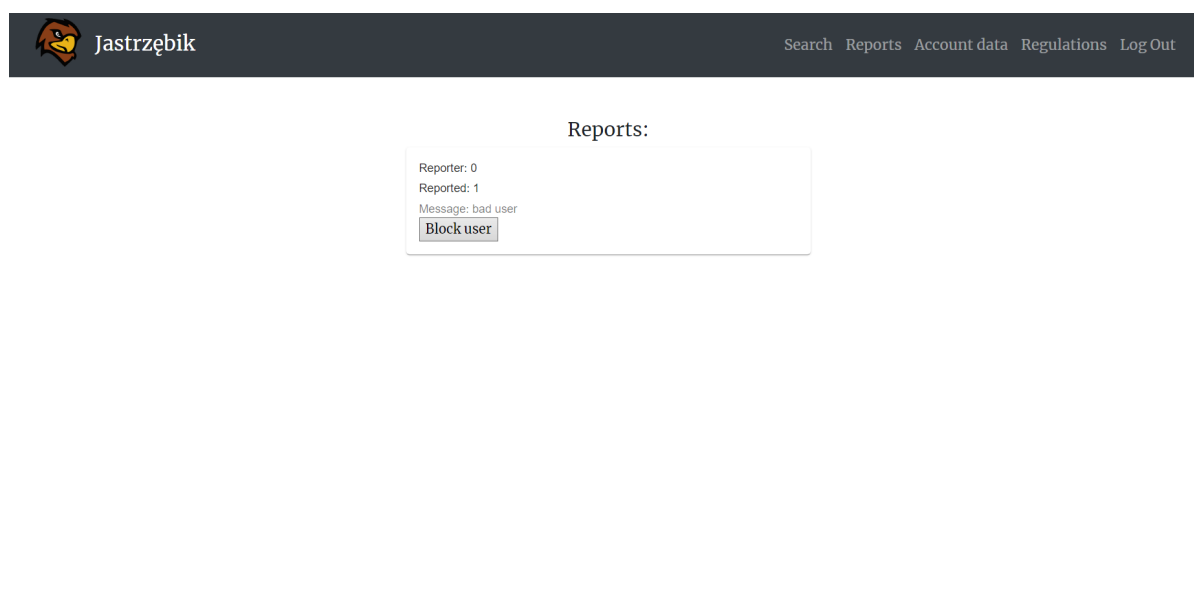 Jastrzębik
Search Reports Account data Regulations Log Out
Reports:
Reporter: 0
Reported: 1
Message: bad user
Block user